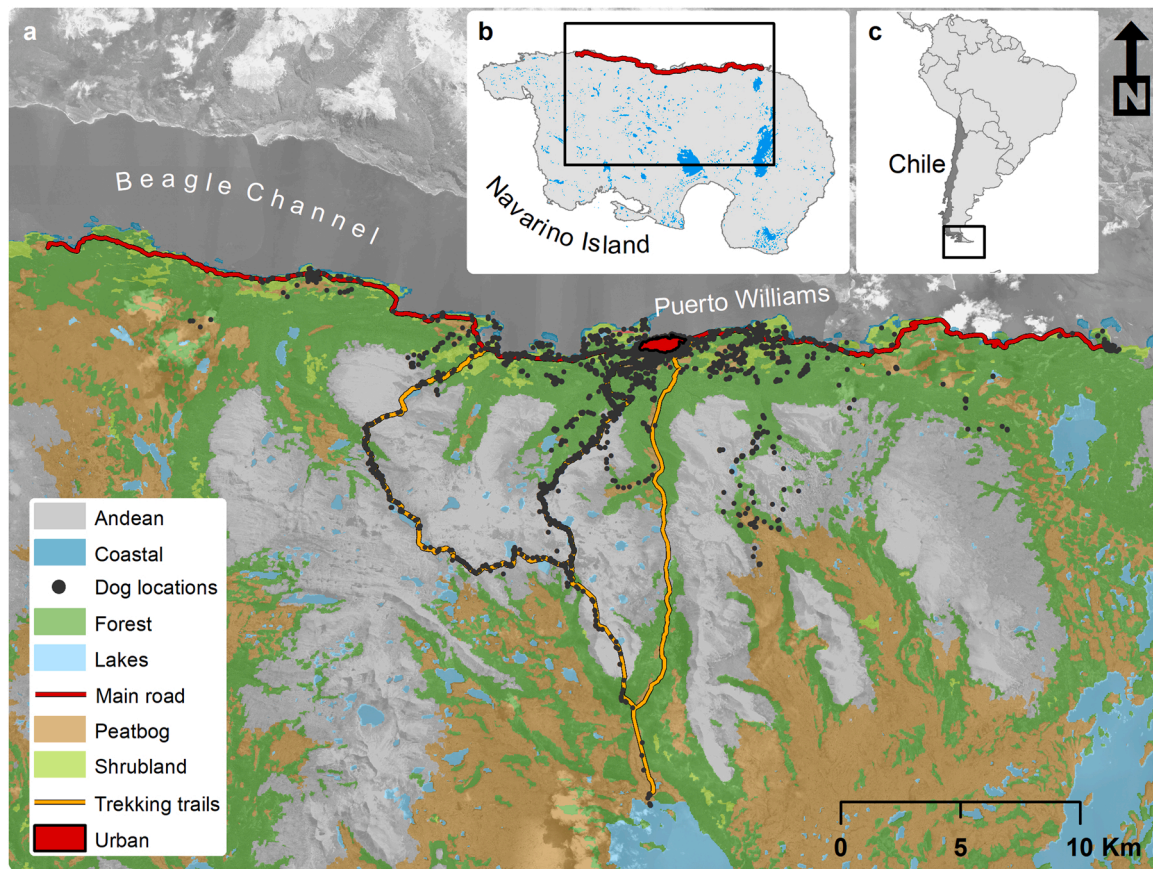 a
b
c
N
Chile
Navarino Island
Beagle Channel
Puerto Williams
Andean
Coastal
Dog locations
Forest
Lakes
Main road
Peatbog
Shrubland
Trekking trails
Urban
0 5 10 Km